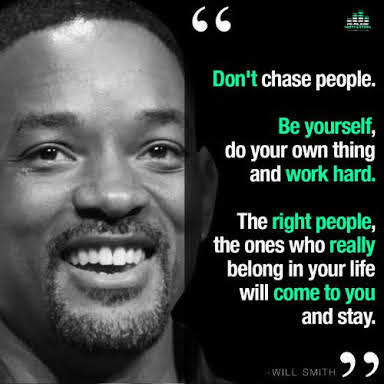 “
Don't chase people.
Be yourself,
do your own thing
and work hard.
The right people,
the ones who really
belong in your life
will come to you
and stay.
-WILL SMITH ”